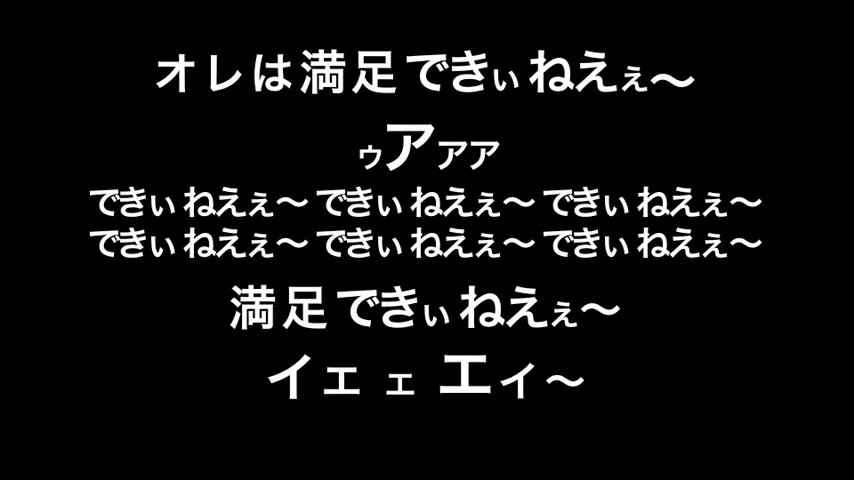 オレは満足できぃねえぇ〜
ゥアアア
できぃねえぇ〜できぃねえぇ〜できぃねえぇ〜
できぃねえぇ〜できぃねえぇ〜できぃねえぇ〜
満足できぃねえぇ〜
イエェエィ〜